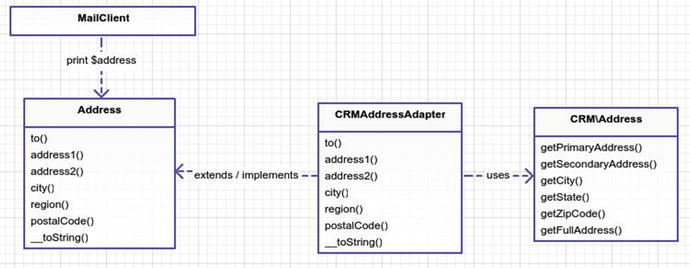 MailClient
print $address
Address
to()
address1()
address2()
city()
region()
postalCode()
__toString()
extends / implements
CRMAddressAdapter
to()
address1()
address2()
city()
region()
postalCode()
__toString()
uses
CRM\Address
getPrimaryAddress()
getSecondaryAddress()
getCity()
getState()
getZipCode()
getFullAddress()